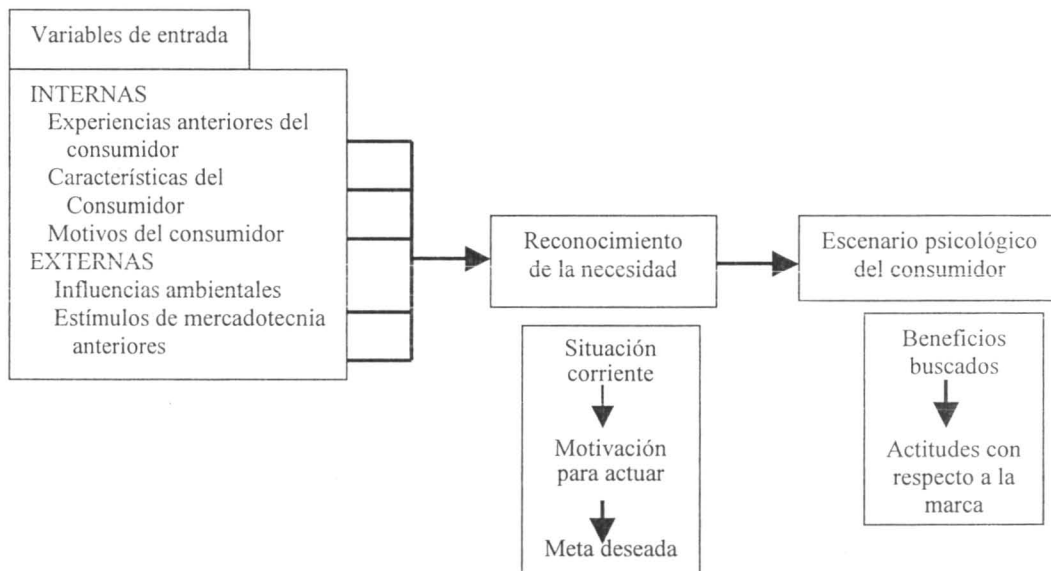 Variables de entrada
INTERNAS
Experiencias anteriores del
consumidor
Características del
Consumidor
Motivos del consumidor
EXTERNAS
Influencias ambientales
Estímulos de mercadotecnia
anteriores
Reconocimiento
de la necesidad
Situación
corriente
Motivación
para actuar
Meta deseada
Escenario psicológico
del consumidor
Beneficios
buscados
Actitudes con
respecto a la
marca